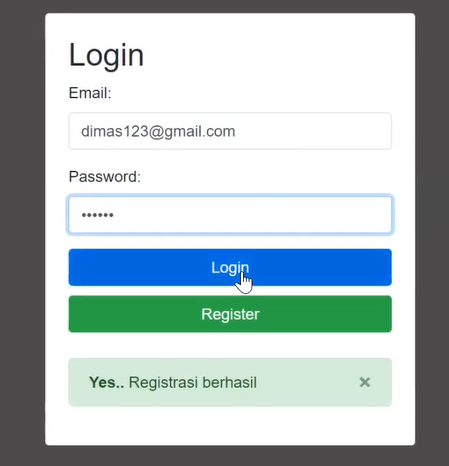 Login
Email:
dimas123@gmail.com
Password:
••••••
Login
Register
Yes.. Registrasi berhasil ×